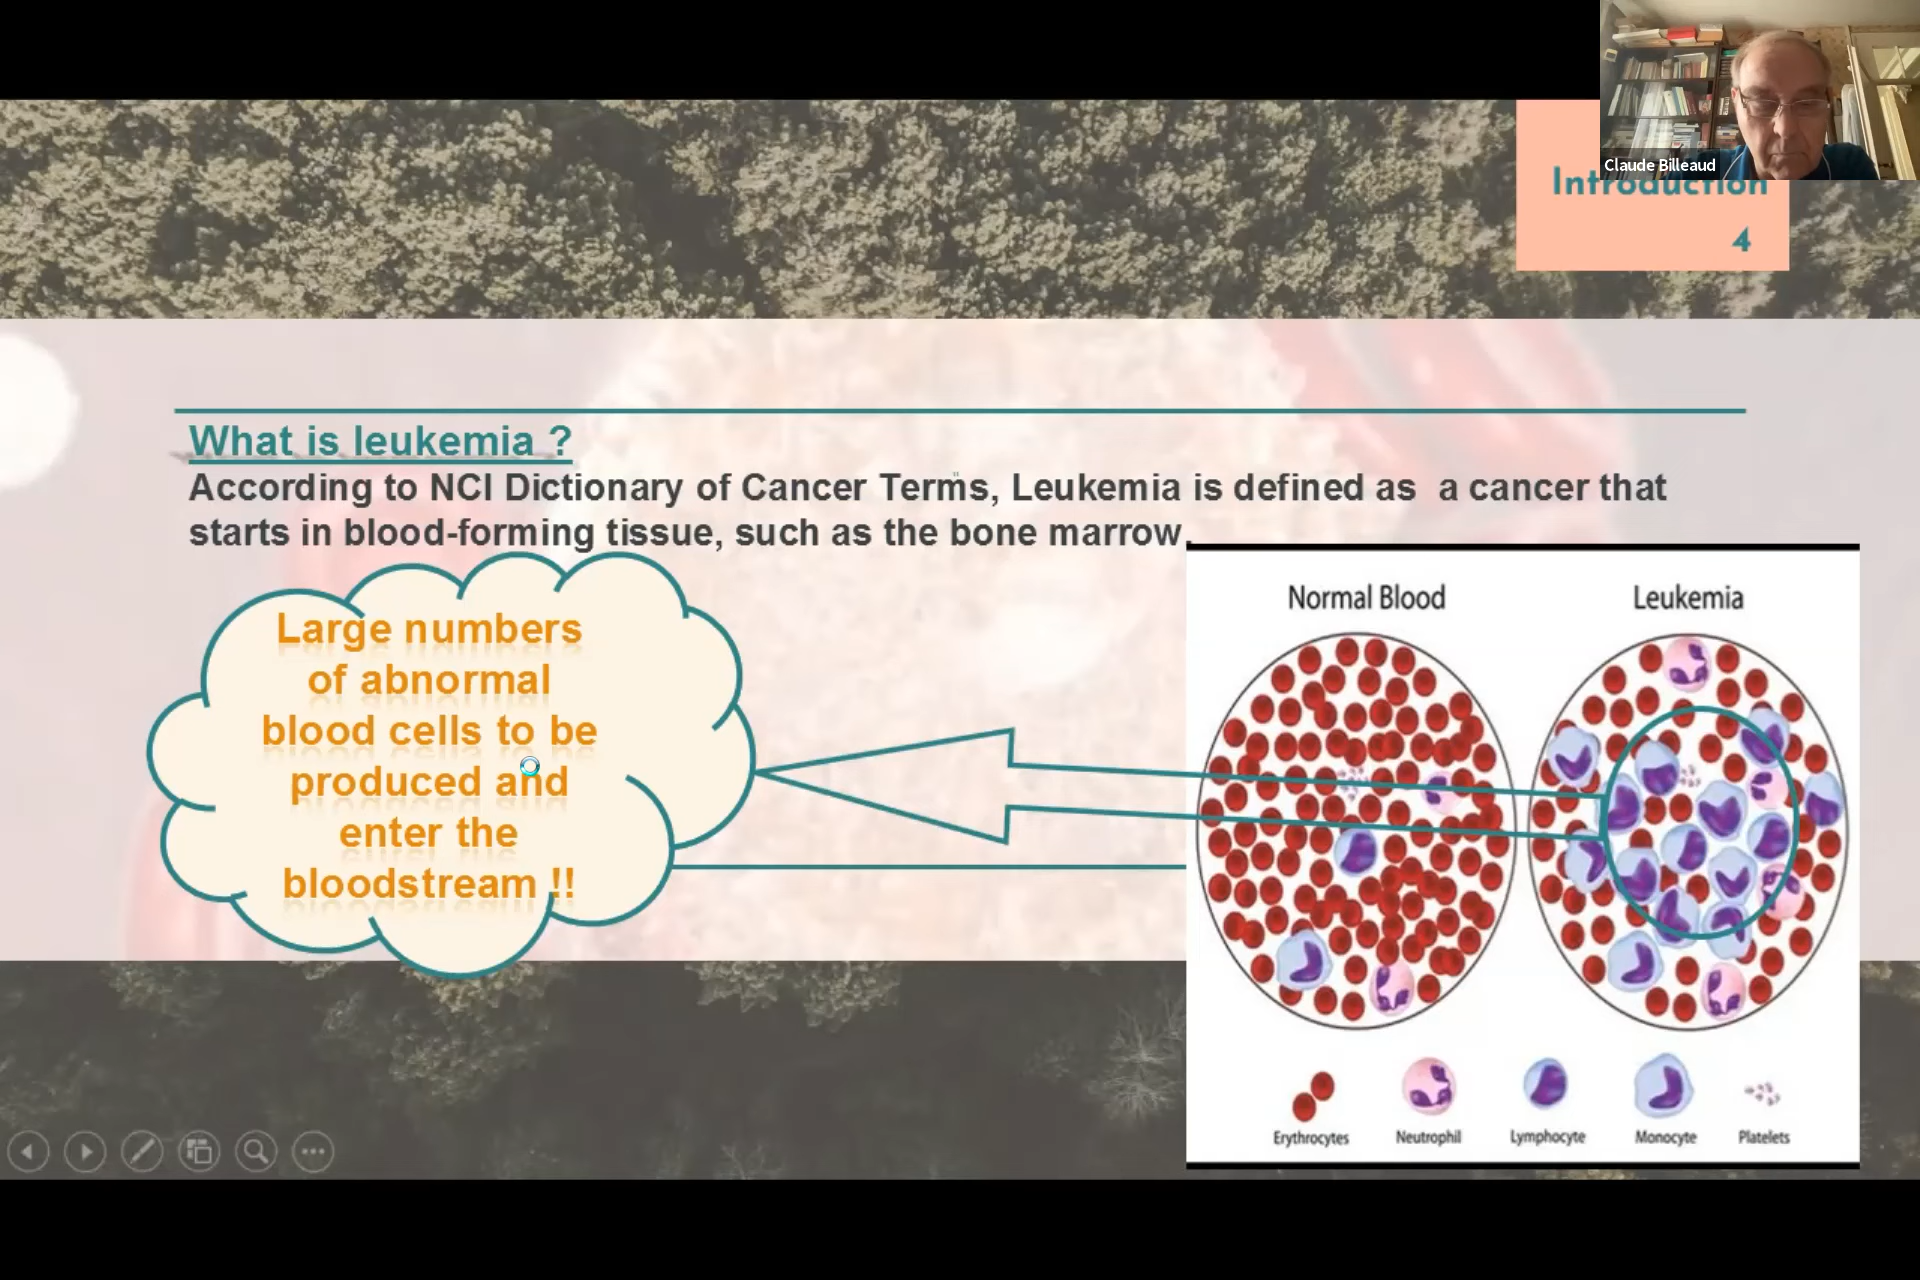 Claude Billeaud
Introduction
4
What is leukemia ?
According to NCI Dictionary of Cancer Terms, Leukemia is defined as a cancer that
starts in blood-forming tissue, such as the bone marrow.
Large numbers
of abnormal
blood cells to be
produced and
enter the
bloodstream !!
Normal Blood
Leukemia
Erythrocytes
Neutrophil
Lymphocyte
Monocyte
Platelets